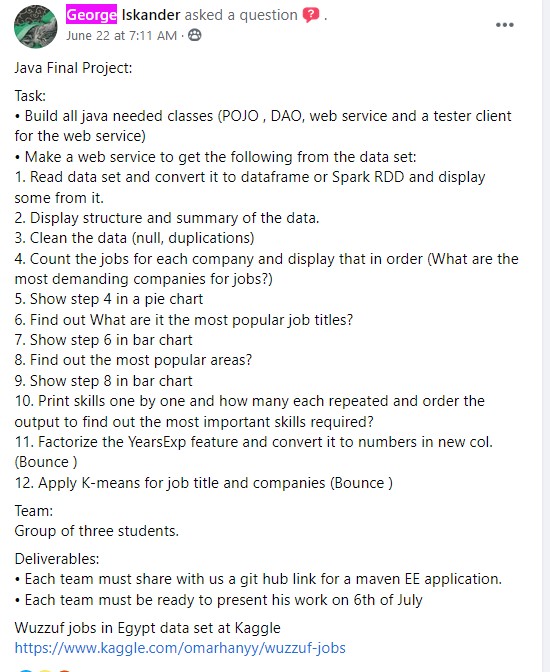 George Iskander asked a question ❓ .
June 22 at 7:11 AM ·
Java Final Project:
Task:
• Build all java needed classes (POJO , DAO, web service and a tester client
for the web service)
• Make a web service to get the following from the data set:
1. Read data set and convert it to dataframe or Spark RDD and display
some from it.
2. Display structure and summary of the data.
3. Clean the data (null, duplications)
4. Count the jobs for each company and display that in order (What are the
most demanding companies for jobs?)
5. Show step 4 in a pie chart
6. Find out What are it the most popular job titles?
7. Show step 6 in bar chart
8. Find out the most popular areas?
9. Show step 8 in bar chart
10. Print skills one by one and how many each repeated and order the
output to find out the most important skills required?
11. Factorize the YearsExp feature and convert it to numbers in new col.
(Bounce )
12. Apply K-means for job title and companies (Bounce )
Team:
Group of three students.
Deliverables:
• Each team must share with us a git hub link for a maven EE application.
• Each team must be ready to present his work on 6th of July
Wuzzuf jobs in Egypt data set at Kaggle
https://www.kaggle.com/omarhanyy/wuzzuf-jobs